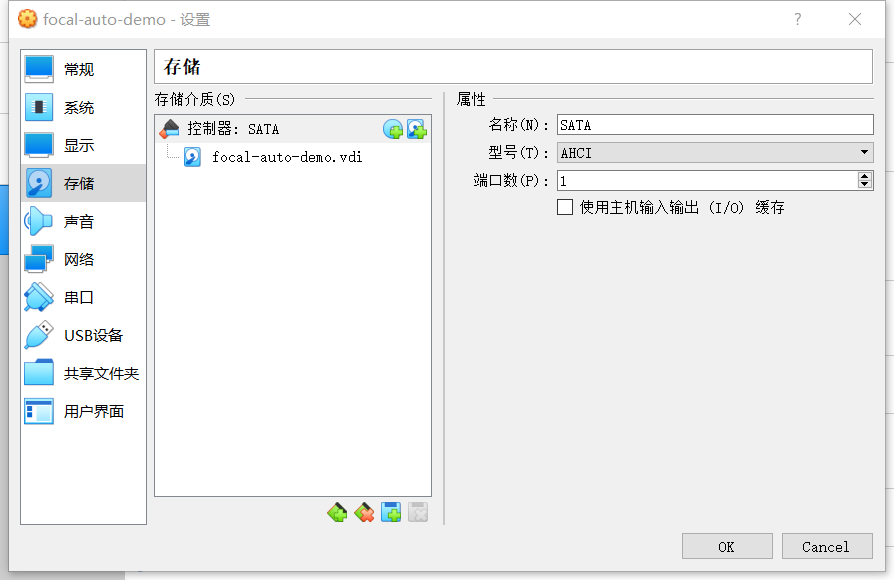 focal-auto-demo - 设置
?
常规
系统
显示
存储
声音
网络
串口
USB设备
共享文件夹
用户界面
存储
存储介质(S)
控制器: SATA
focal-auto-demo.vdi
属性
名称(N): SATA
型号(T): AHCI
端口数(P): 1
使用主机输入输出 (I/O) 缓存
OK
Cancel